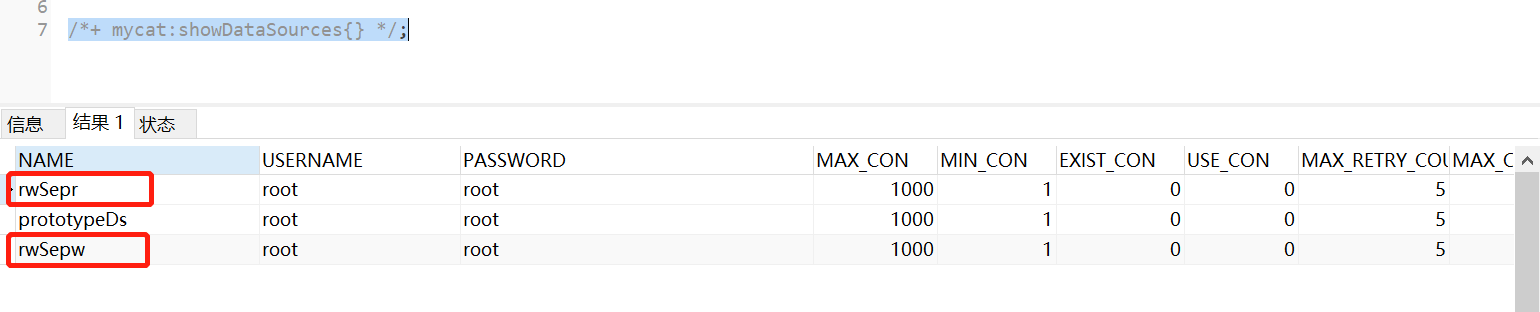 6
7 /*+ mycat:showDataSources{} */;
信息 结果 1 状态
NAME USERNAME PASSWORD MAX_CON MIN_CON EXIST_CON USE_CON MAX_RETRY_COU MAX_C
rwSepr root root 1000 1 0 0 5
prototypeDs root root 1000 1 0 0 5
rwSepw root root 1000 1 0 0 5